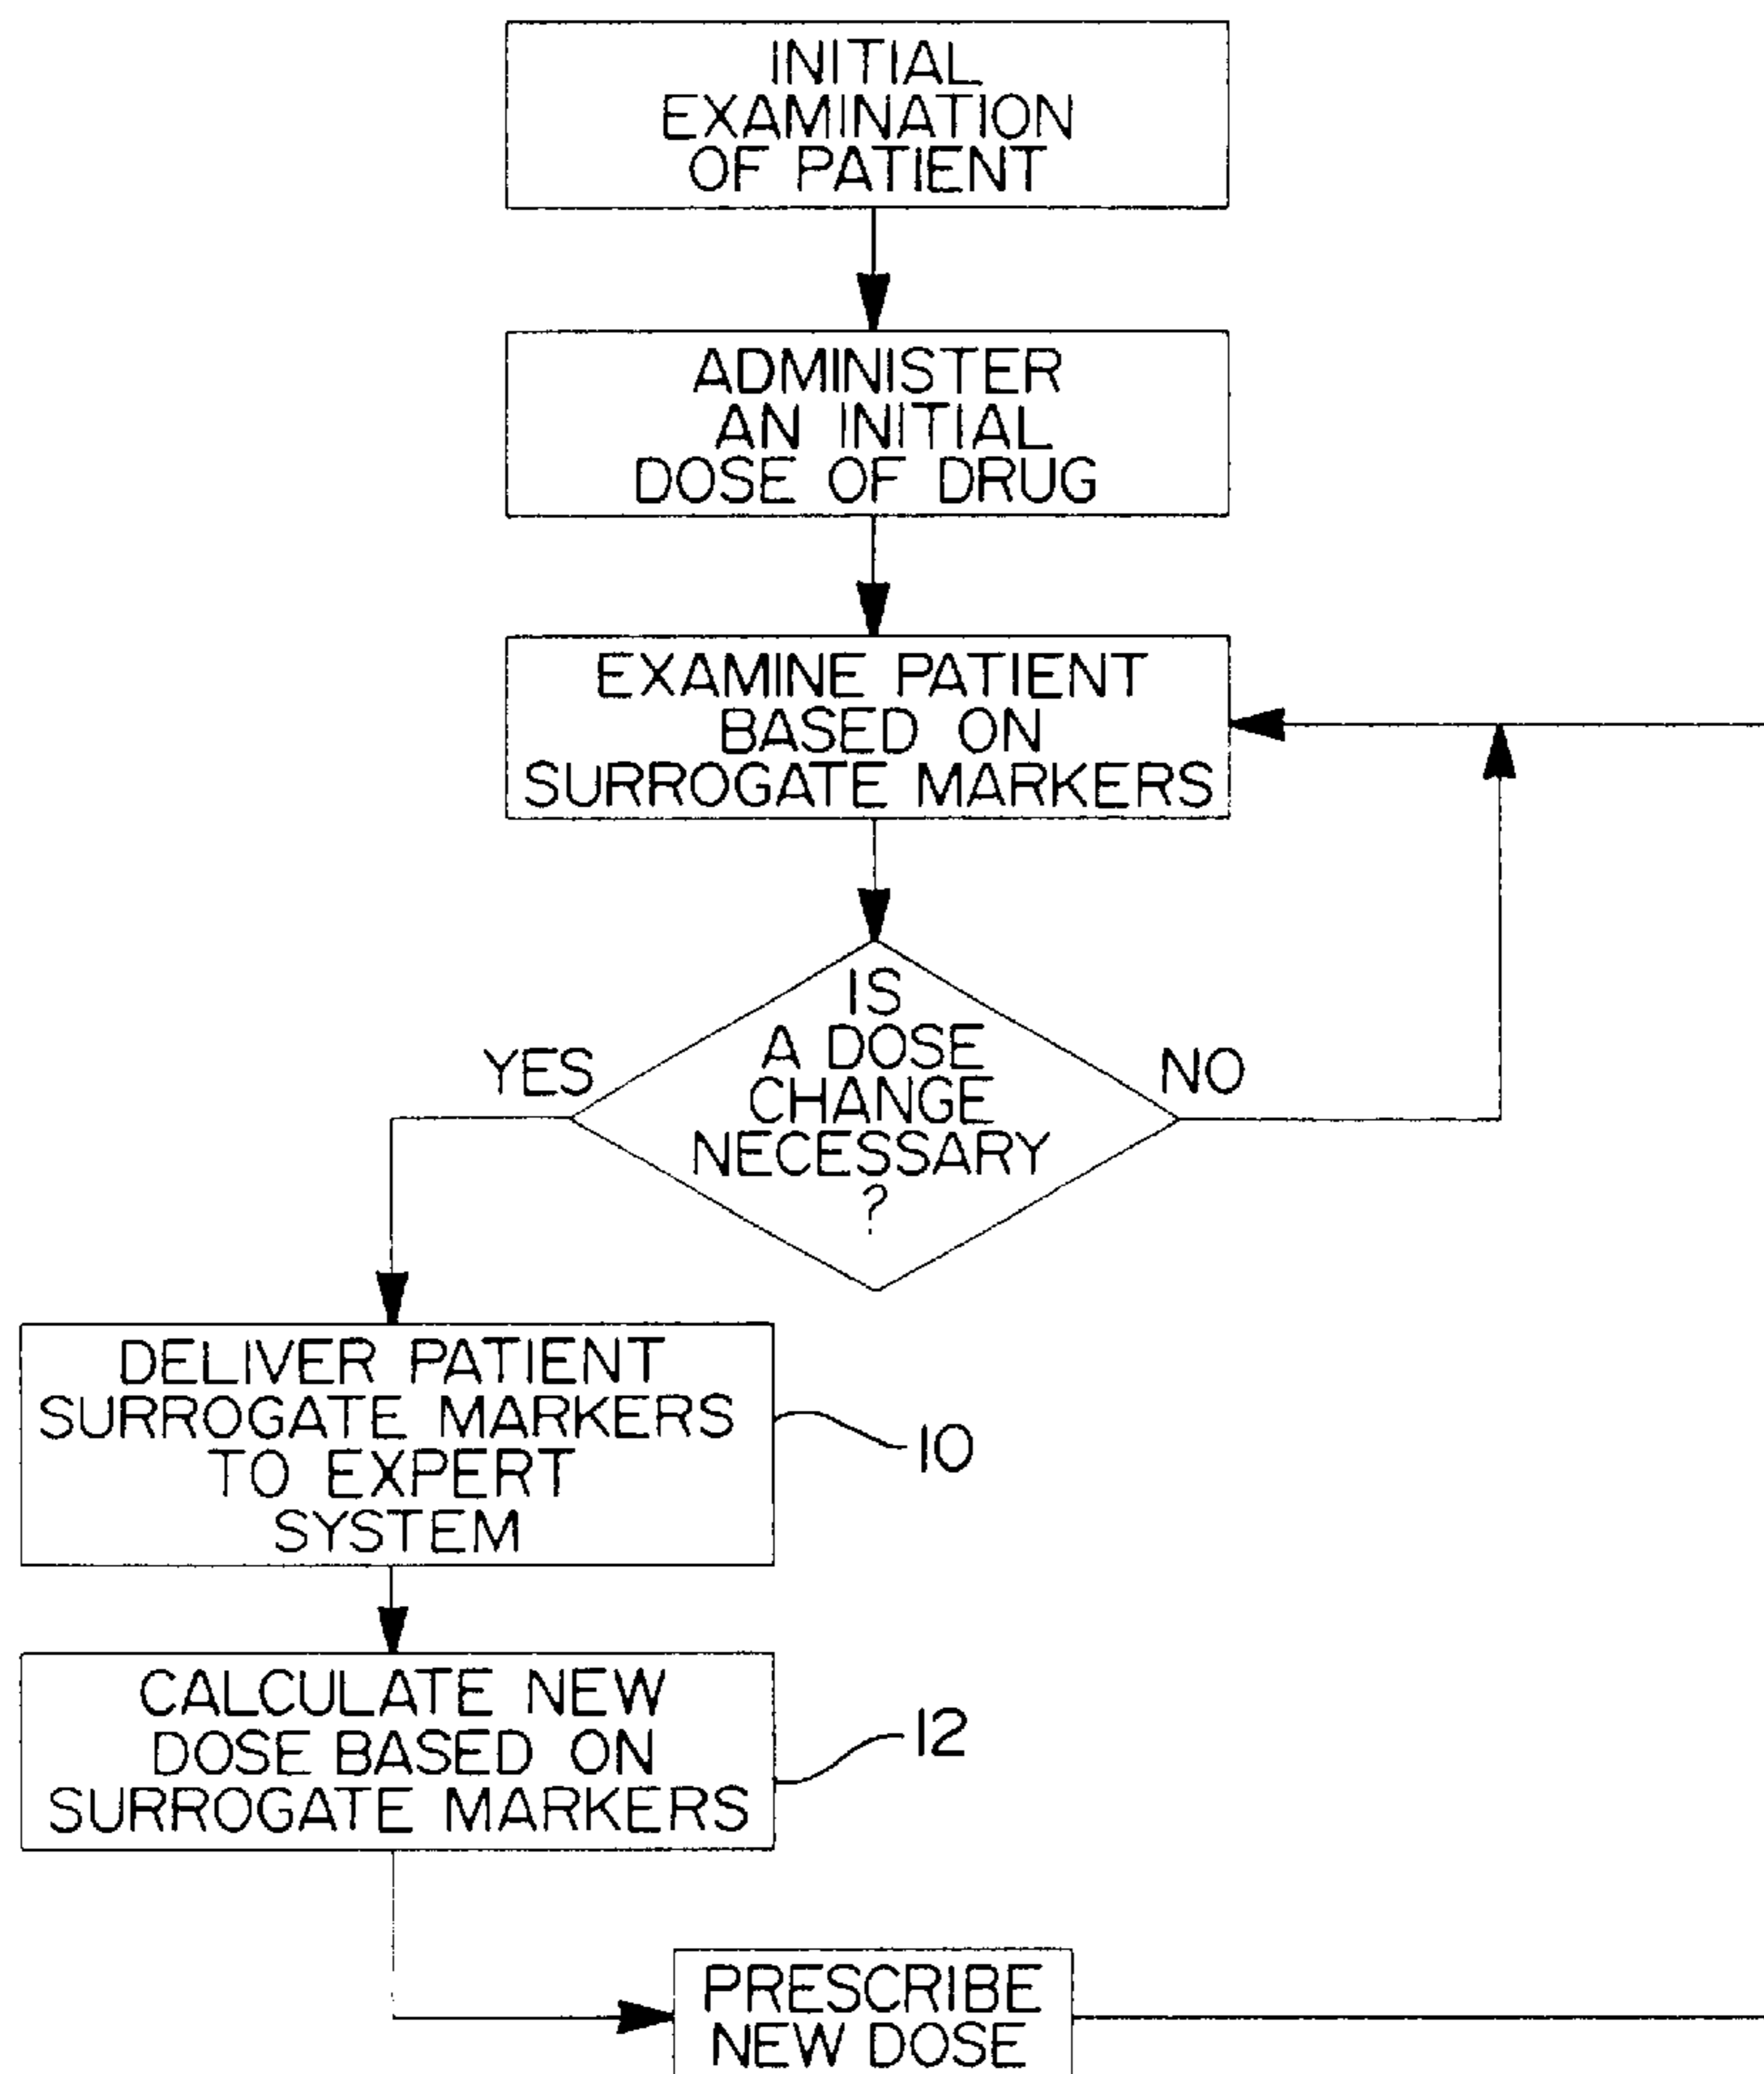 INITIAL
EXAMINATION
OF PATIENT
ADMINISTER
AN INITIAL
DOSE OF DRUG
EXAMINE PATIENT
BASED ON
SURROGATE MARKERS
IS
A DOSE
CHANGE
NECESSARY
?
YES
NO
DELIVER PATIENT
SURROGATE MARKERS
TO EXPERT
SYSTEM
10
CALCULATE NEW
DOSE BASED ON
SURROGATE MARKERS
12
PRESCRIBE
NEW DOSE